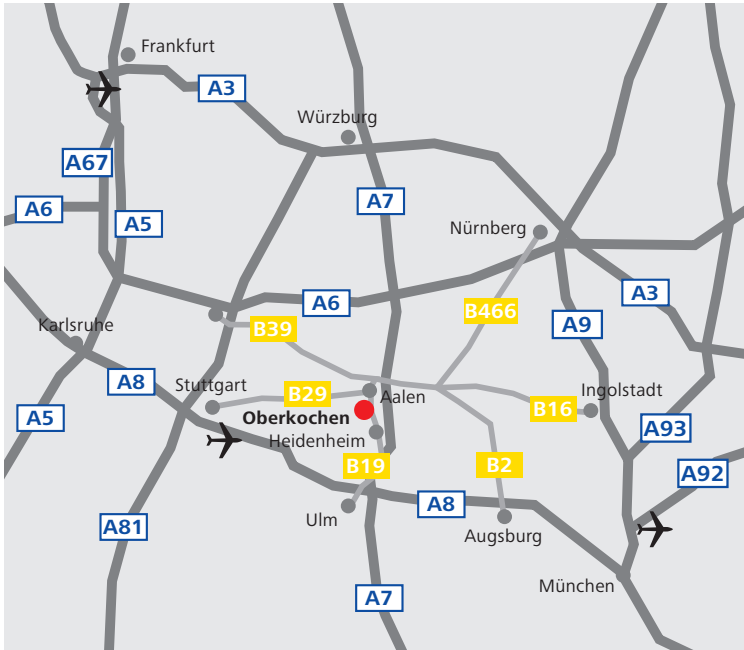 Frankfurt
A3
Würzburg
A67
A6
A5
A7
Nürnberg
A6
B466
A3
A9
Karlsruhe
B39
A8
Stuttgart
B29
Aalen
Ingolstadt
A5
Oberkochen
B16
A93
Heidenheim
B19
B2
A92
A81
Ulm
A8
Augsburg
München
A7